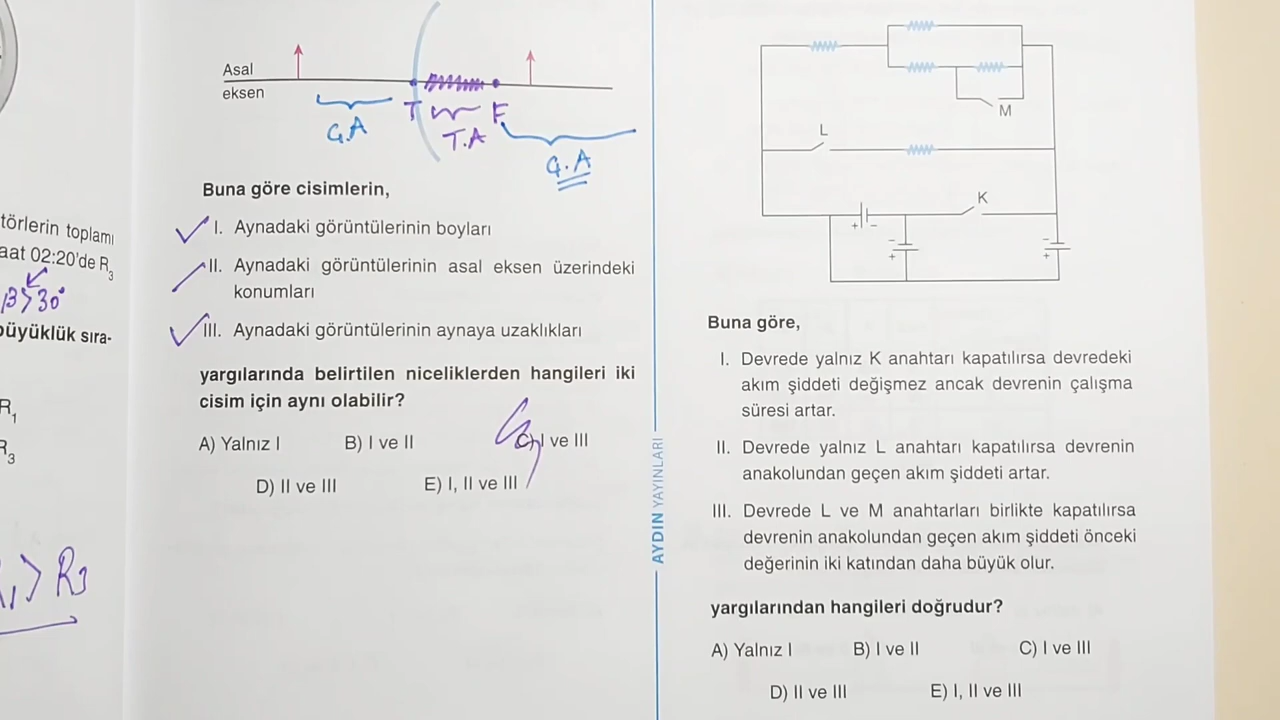 törlerin toplamı
aat 02:20'de R3
β>30°
büyüklük sıra-
R1
R3
> R3
Asal
eksen
G.A
T
F
T.A
G.A
Buna göre cisimlerin,
I. Aynadaki görüntülerinin boyları
II. Aynadaki görüntülerinin asal eksen üzerindeki
konumları
III. Aynadaki görüntülerinin aynaya uzaklıkları
yargılarında belirtilen niceliklerden hangileri iki
cisim için aynı olabilir?
A) Yalnız I B) I ve II C) I ve III
D) II ve III E) I, II ve III
AYDIN YAYINLARI
M
L
K
+ -
- +
- +
Buna göre,
I. Devrede yalnız K anahtarı kapatılırsa devredeki
akım şiddeti değişmez ancak devrenin çalışma
süresi artar.
II. Devrede yalnız L anahtarı kapatılırsa devrenin
anakolundan geçen akım şiddeti artar.
III. Devrede L ve M anahtarları birlikte kapatılırsa
devrenin anakolundan geçen akım şiddeti önceki
değerinin iki katından daha büyük olur.
yargılarından hangileri doğrudur?
A) Yalnız I B) I ve II C) I ve III
D) II ve III E) I, II ve III